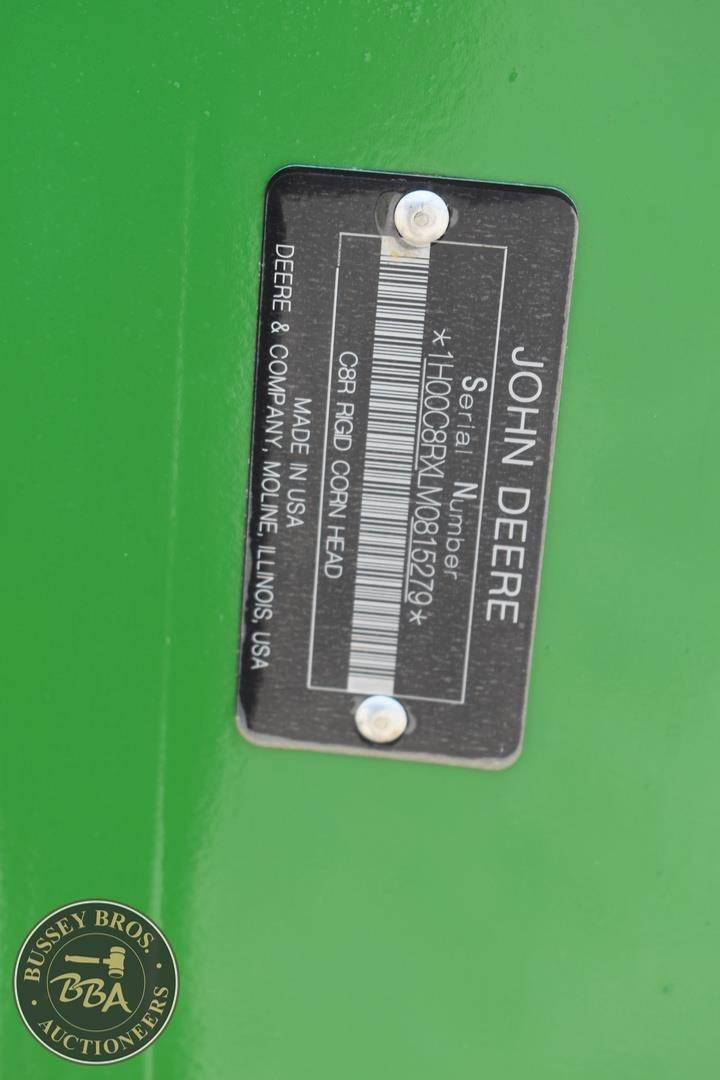 JOHN DEERE
Serial Number
*1H00C8RXLM0815279*
C8R RIGID CORN HEAD
MADE IN USA
DEERE & COMPANY, MOLINE, ILLINOIS, USA
BUSSEY BROS.
BBA
AUCTIONEERS